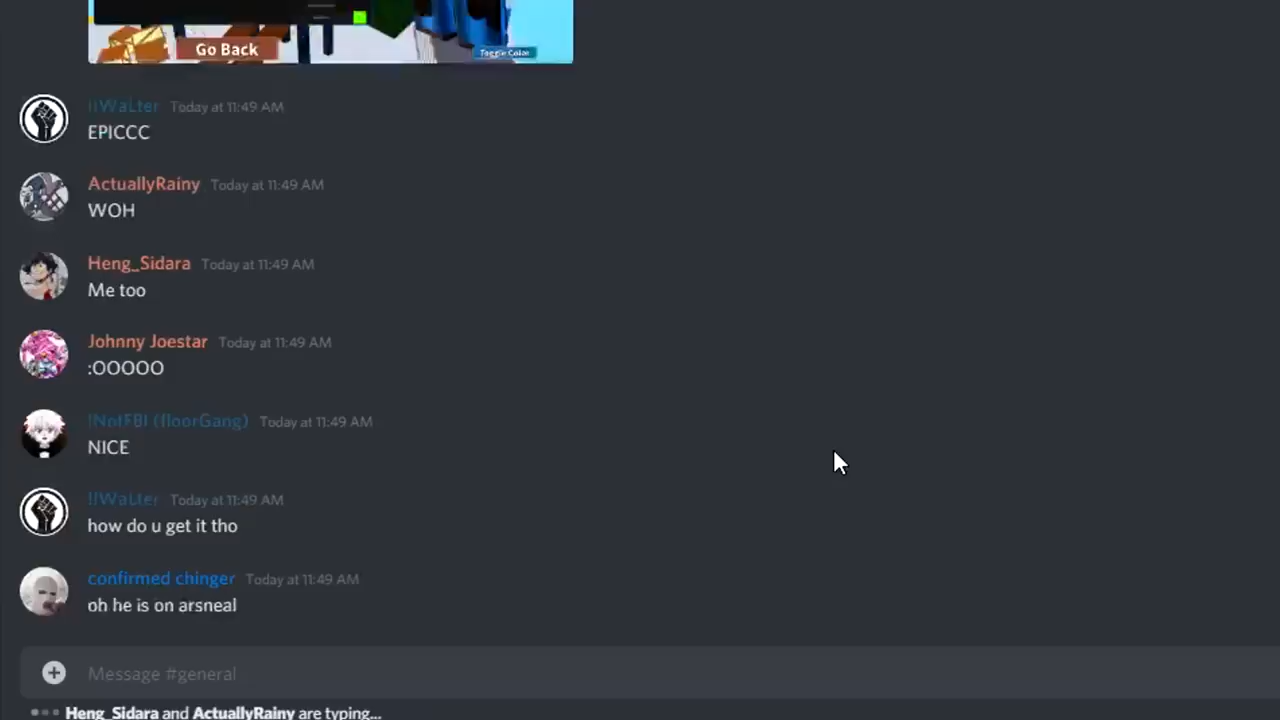 Go Back
Toggle Color
!!WaLter Today at 11:49 AM
EPICCC
ActuallyRainy Today at 11:49 AM
WOH
Heng_Sidara Today at 11:49 AM
Me too
Johnny Joestar Today at 11:49 AM
:OOOOO
!NotFBI (floorGang) Today at 11:49 AM
NICE
!!WaLter Today at 11:49 AM
how do u get it tho
confirmed chinger Today at 11:49 AM
oh he is on arsneal
Message #general
Heng_Sidara and ActuallyRainy are typing...